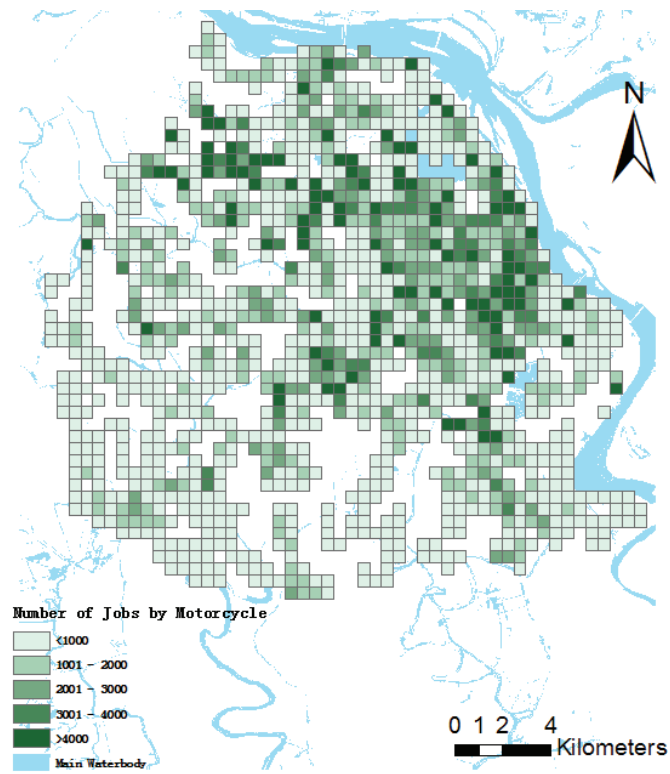 N
Number of Jobs by Motorcycle
<1000
1001 - 2000
2001 - 3000
3001 - 4000
>4000
Main Waterbody
0 1 2 4
Kilometers